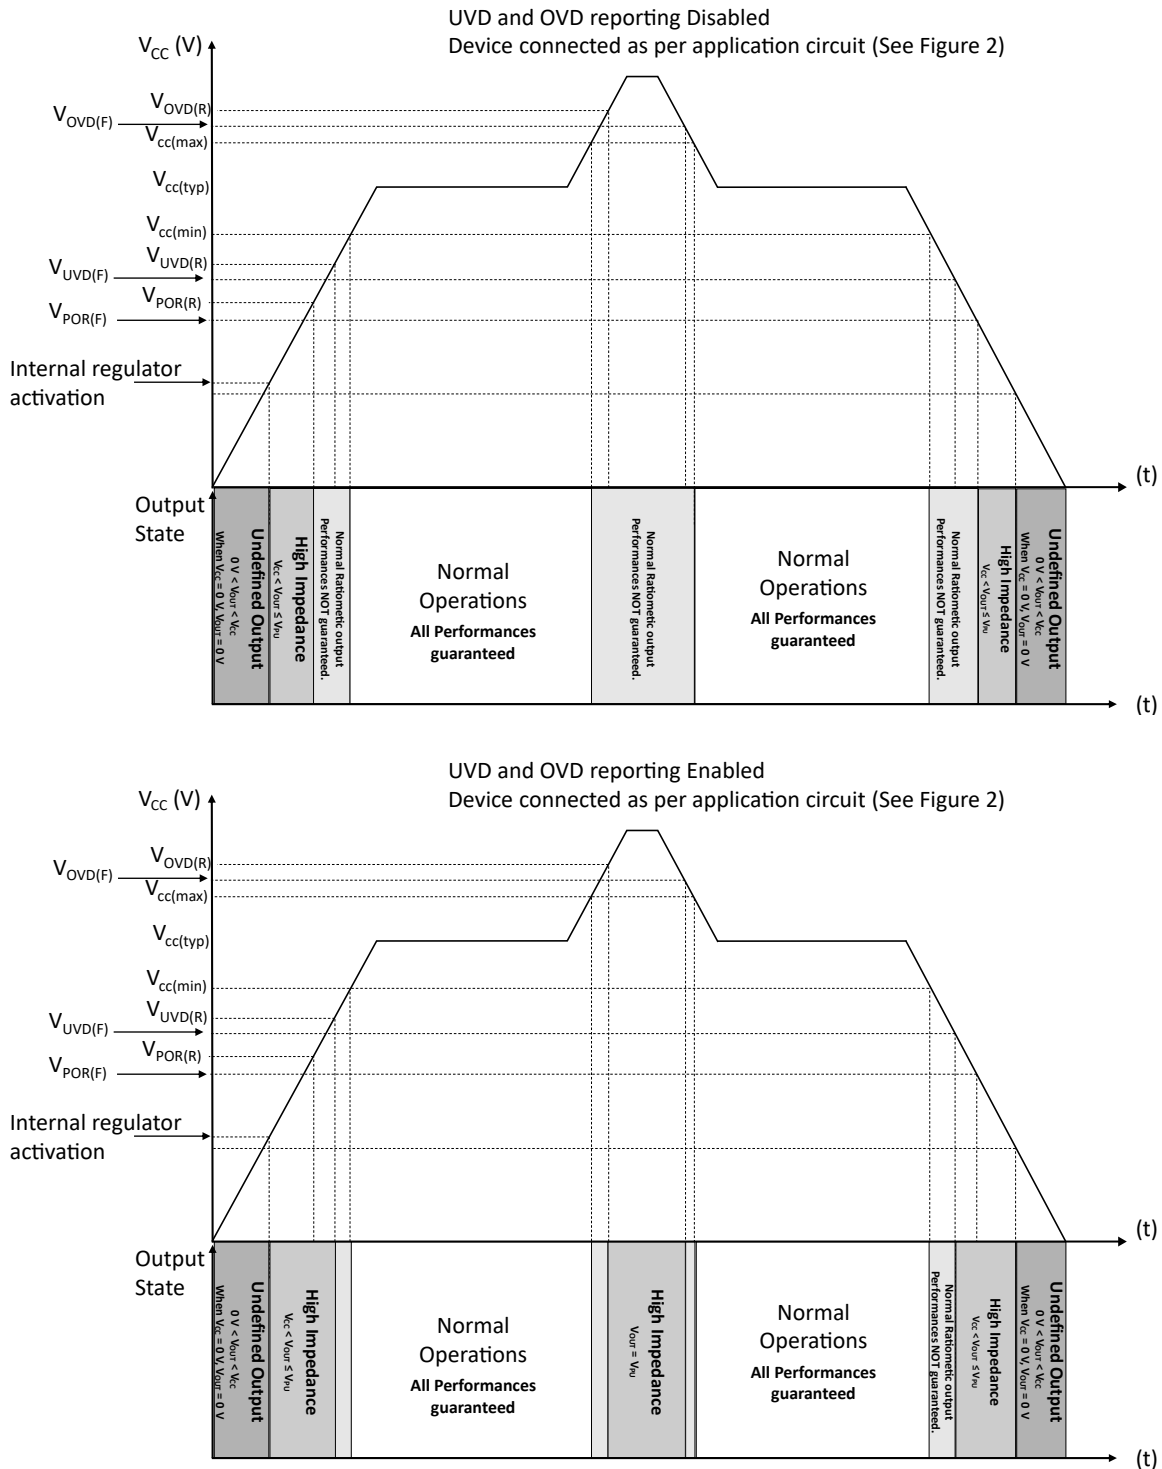 UVD and OVD reporting Disabled
Device connected as per application circuit (See Figure 2)
VCC (V)
VOVD(R)
VOVD(F)
Vcc(max)
Vcc(typ)
Vcc(min)
VUVD(R)
VUVD(F)
VPOR(R)
VPOR(F)
Internal regulator
activation
(t)
Output
State
Undefined Output
0 V < VOUT < VCC
When VCC = 0 V, VOUT = 0 V
High Impedance
VCC < VOUT ≤ VPU
Normal Ratiometic output
Performances NOT guaranteed.
Normal
Operations
All Performances
guaranteed
Normal Ratiometic output
Performances NOT guaranteed.
Normal
Operations
All Performances
guaranteed
Normal Ratiometic output
Performances NOT guaranteed.
High Impedance
VCC < VOUT ≤ VPU
Undefined Output
0 V < VOUT < VCC
When VCC = 0 V, VOUT = 0 V
(t)
UVD and OVD reporting Enabled
Device connected as per application circuit (See Figure 2)
VCC (V)
VOVD(R)
VOVD(F)
Vcc(max)
Vcc(typ)
Vcc(min)
VUVD(R)
VUVD(F)
VPOR(R)
VPOR(F)
Internal regulator
activation
(t)
Output
State
Undefined Output
0 V < VOUT < VCC
When VCC = 0 V, VOUT = 0 V
High Impedance
VCC < VOUT ≤ VPU
Normal
Operations
All Performances
guaranteed
High Impedance
VOUT = VPU
Normal
Operations
All Performances
guaranteed
Normal Ratiometic output
Performances NOT guaranteed.
High Impedance
VCC < VOUT ≤ VPU
Undefined Output
0 V < VOUT < VCC
When VCC = 0 V, VOUT = 0 V
(t)